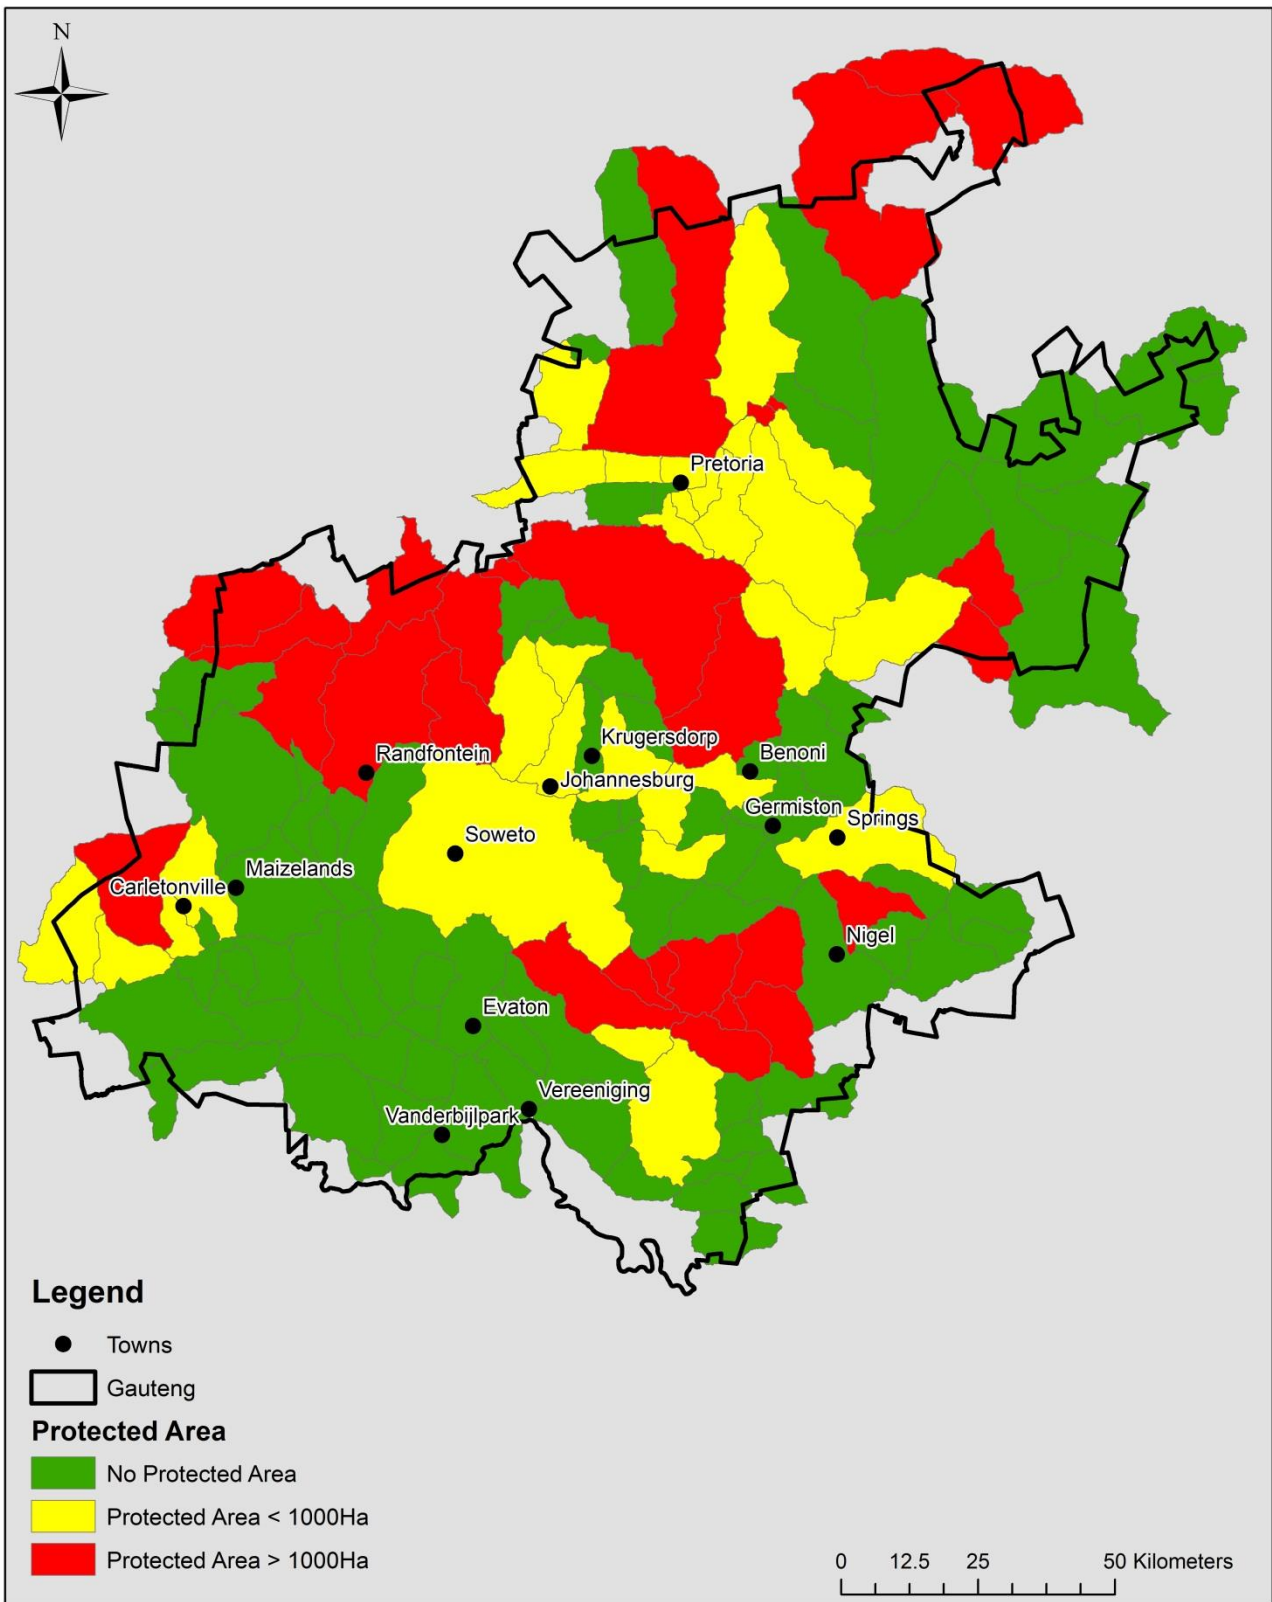 N
Pretoria
Krugersdorp
Randfontein
Benoni
Johannesburg
Germiston
Springs
Soweto
Maizelands
Carletonville
Nigel
Evaton
Vereeniging
Vanderbijlpark
Legend
Towns
Gauteng
Protected Area
No Protected Area
Protected Area < 1000Ha
Protected Area > 1000Ha
0 12.5 25 50 Kilometers